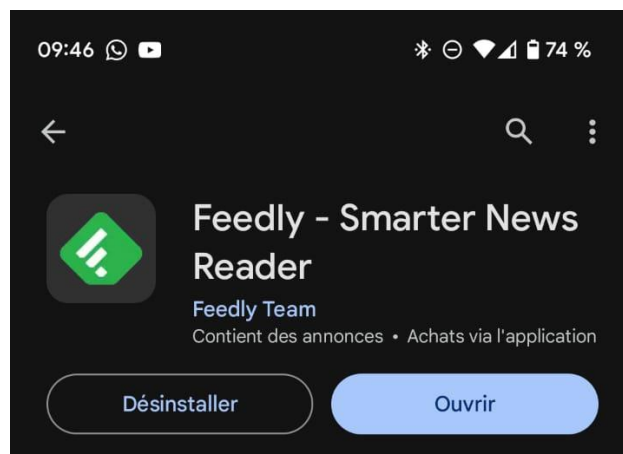 09:46 74 %
Feedly - Smarter News
Reader
Feedly Team
Contient des annonces • Achats via l'application
Désinstaller Ouvrir